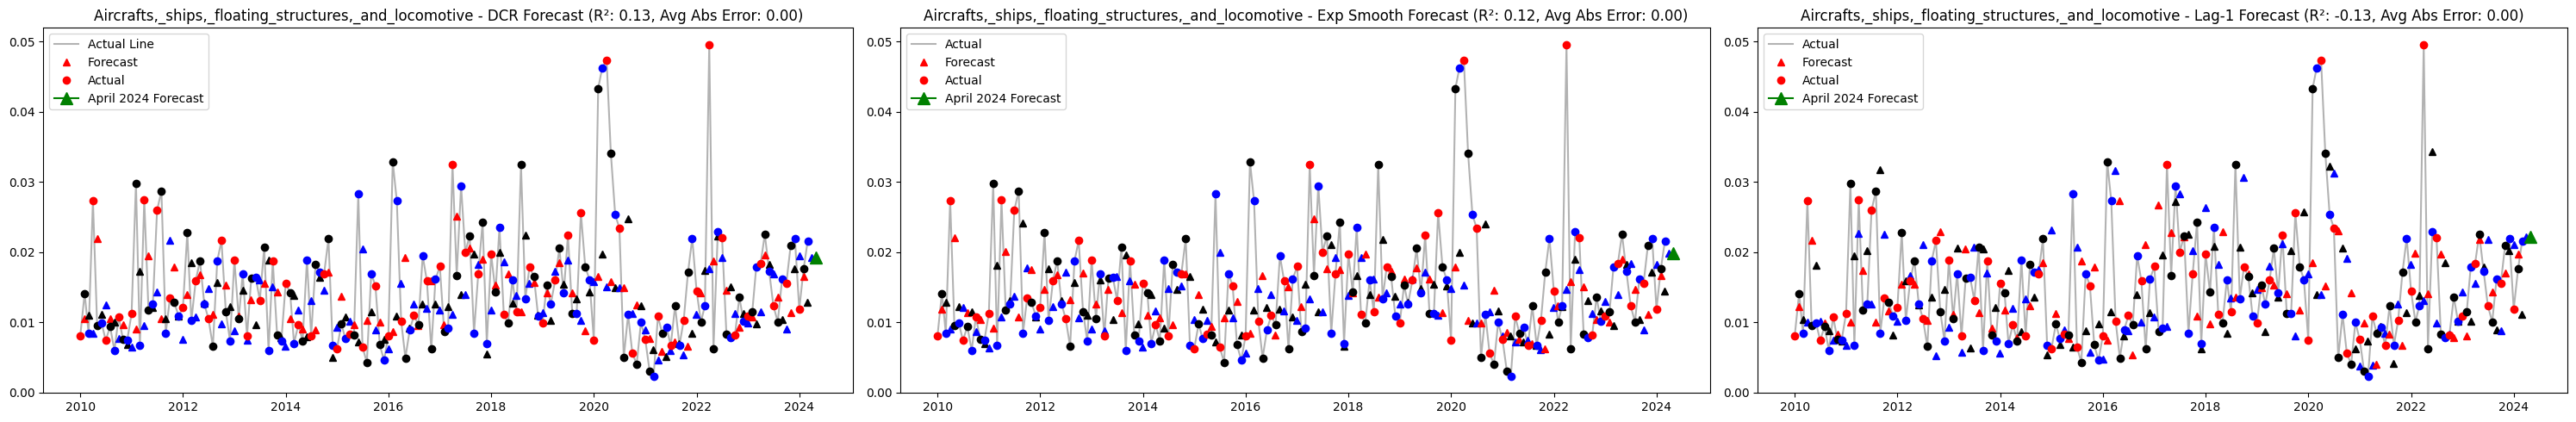 Aircrafts,_ships,_floating_structures,_and_locomotive - DCR Forecast (R²: 0.13, Avg Abs Error: 0.00)
Actual Line
Forecast
Actual
April 2024 Forecast
0.05
0.04
0.03
0.02
0.01
0.00
2010 2012 2014 2016 2018 2020 2022 2024
Aircrafts,_ships,_floating_structures,_and_locomotive - Exp Smooth Forecast (R²: 0.12, Avg Abs Error: 0.00)
Actual
Forecast
Actual
April 2024 Forecast
0.05
0.04
0.03
0.02
0.01
0.00
2010 2012 2014 2016 2018 2020 2022 2024
Aircrafts,_ships,_floating_structures,_and_locomotive - Lag-1 Forecast (R²: -0.13, Avg Abs Error: 0.00)
Actual
Forecast
Actual
April 2024 Forecast
0.05
0.04
0.03
0.02
0.01
0.00
2010 2012 2014 2016 2018 2020 2022 2024